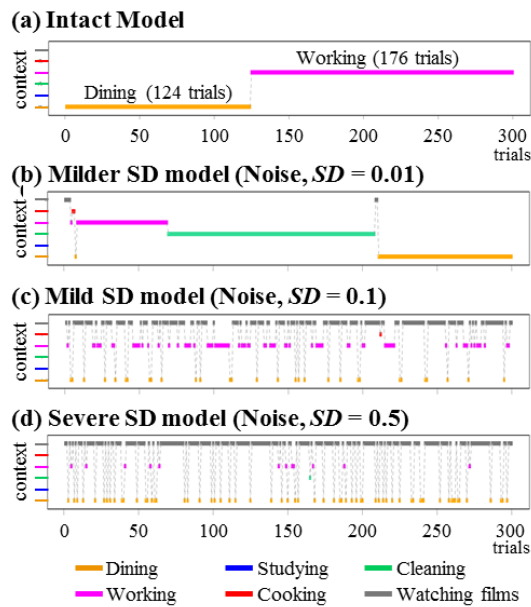 (a) Intact Model
context
Dining (124 trials)
Working (176 trials)
0 50 100 150 200 250 300
trials
(b) Milder SD model (Noise, SD = 0.01)
context
(c) Mild SD model (Noise, SD = 0.1)
context
(d) Severe SD model (Noise, SD = 0.5)
context
0 50 100 150 200 250 300
trials
Dining Studying Cleaning
Working Cooking Watching films